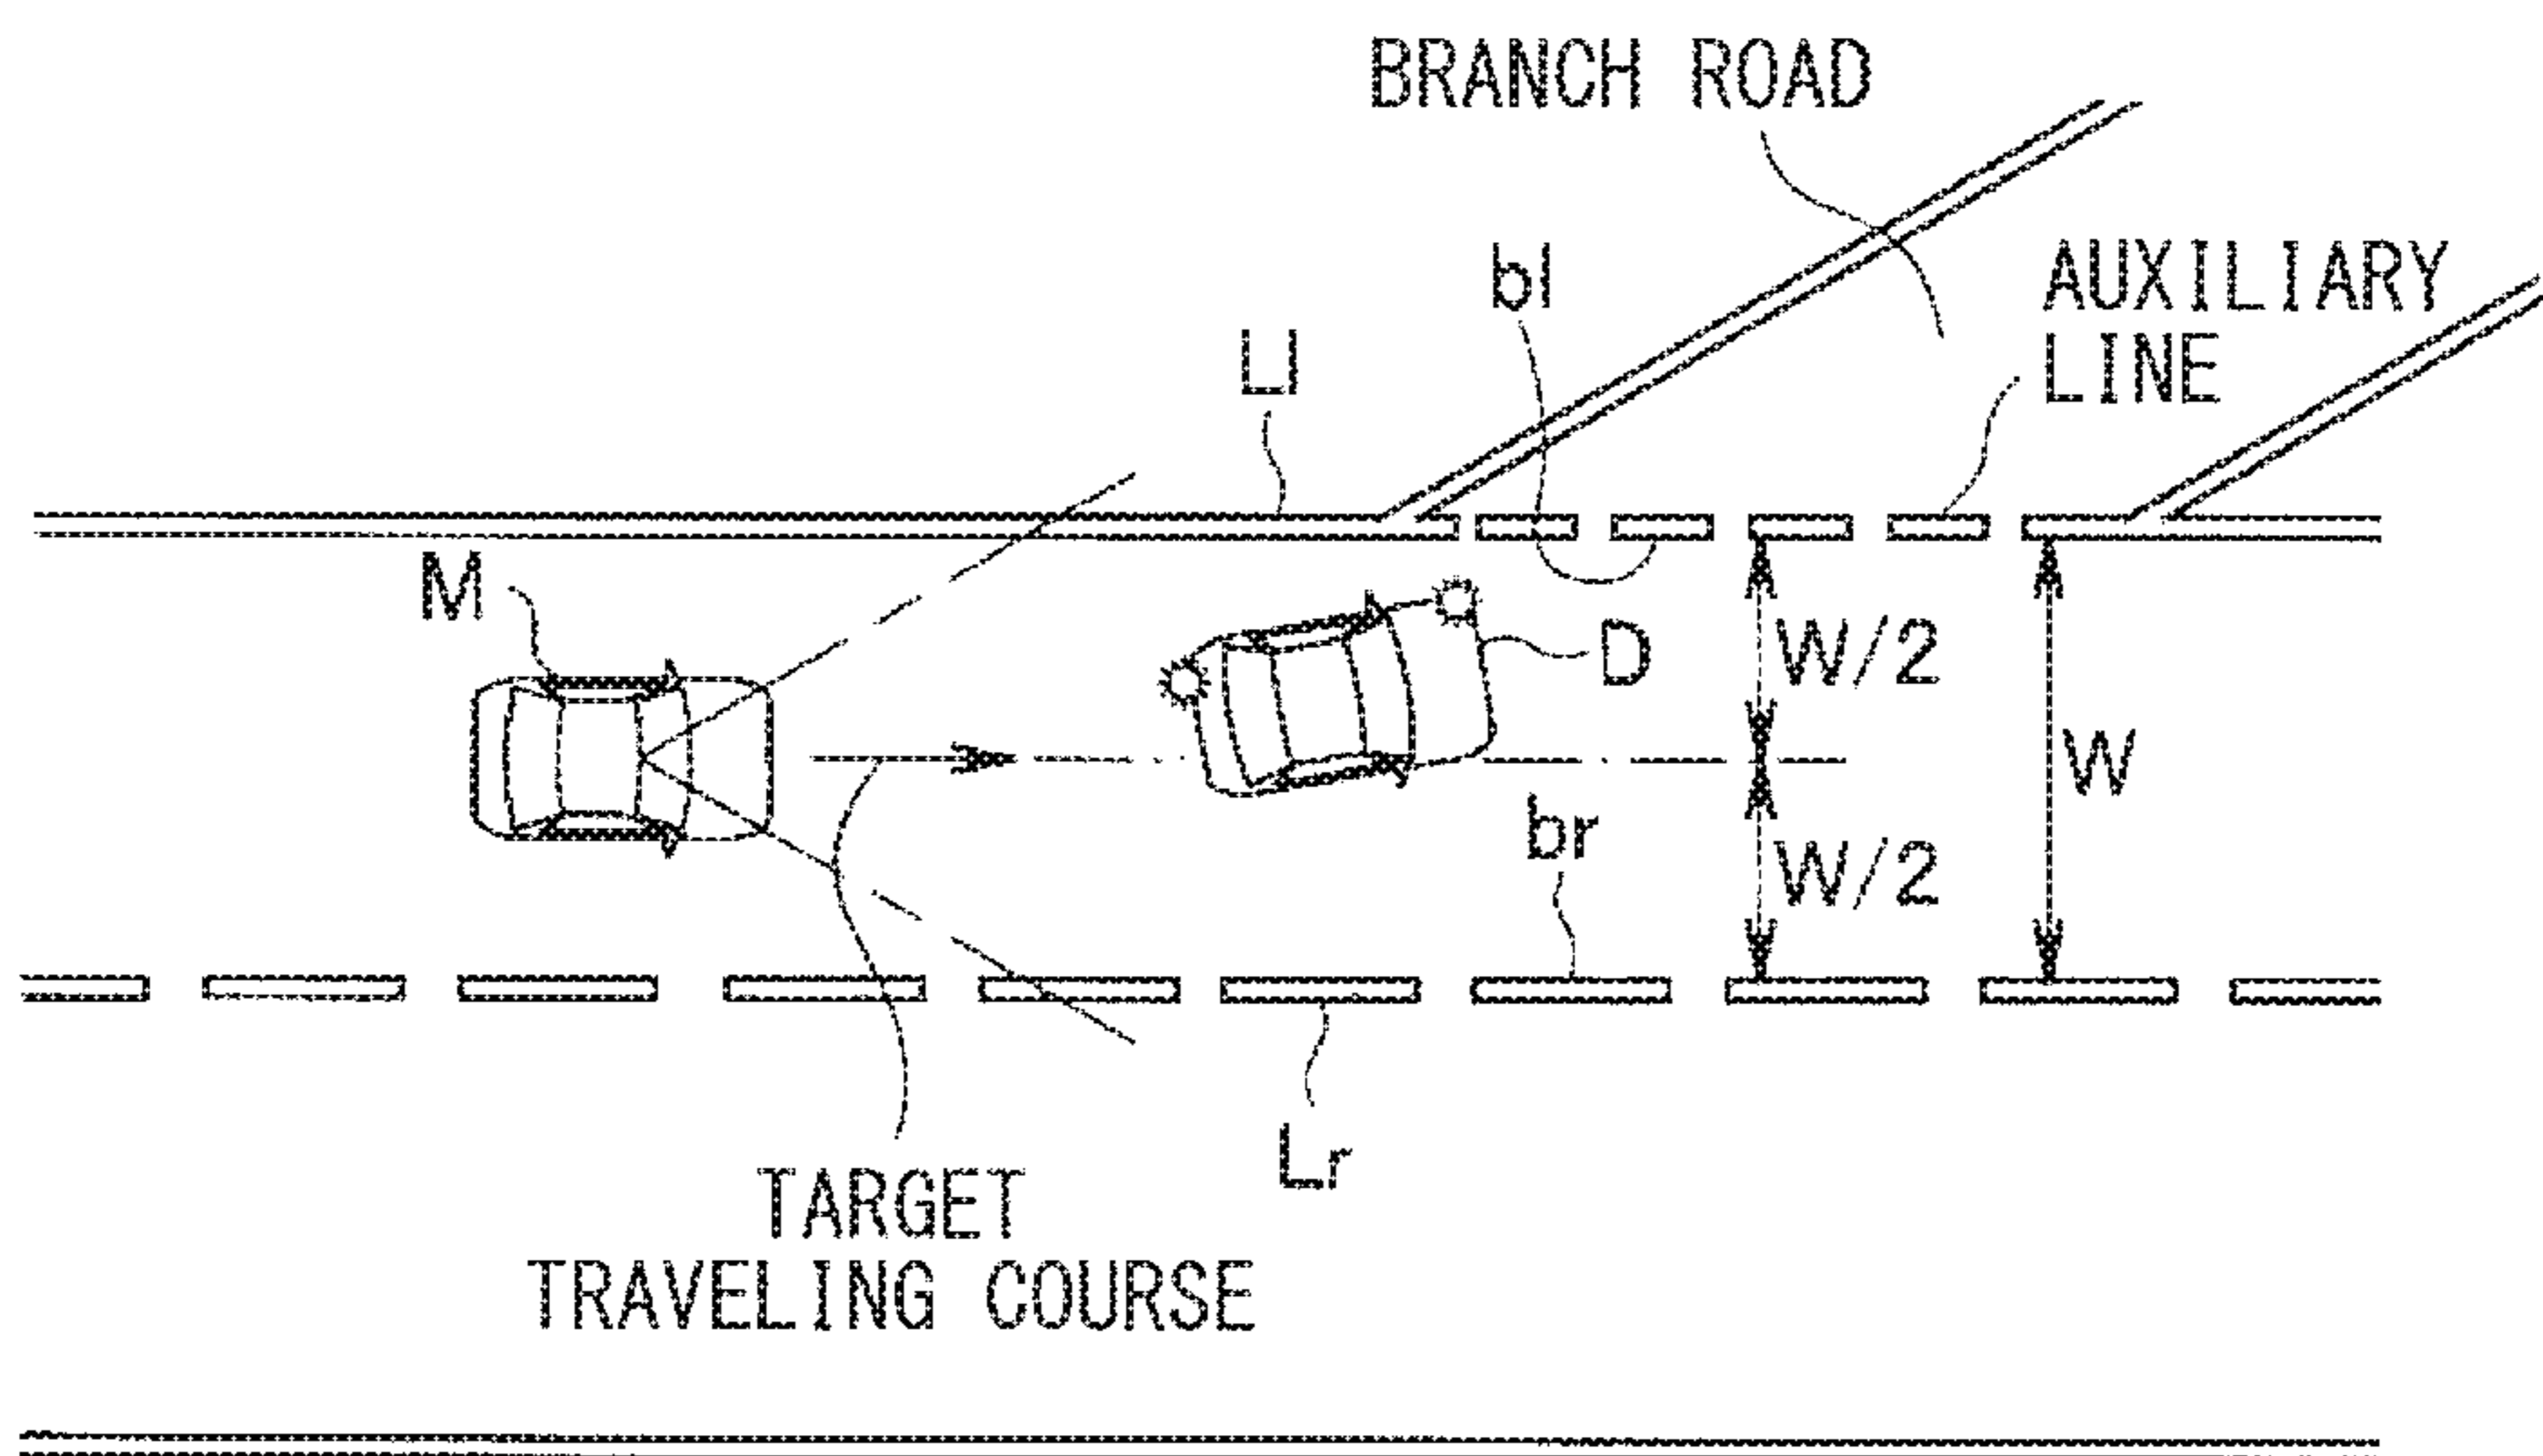 BRANCH ROAD
bl
AUXILIARY
LINE
Ll
M
D
W/2
W
br
W/2
Lr
TARGET
TRAVELING COURSE